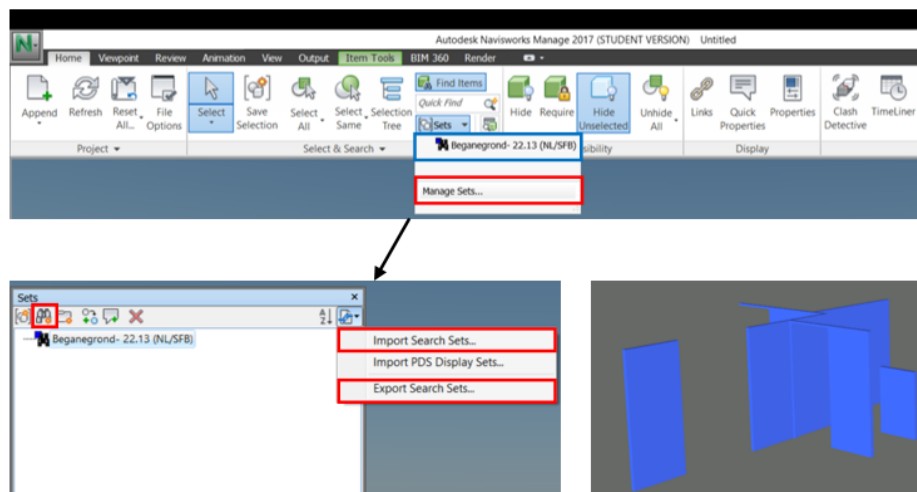 Autodesk Navisworks Manage 2017 (STUDENT VERSION) Untitled
Home Viewpoint Review Animation View Output Item Tools BIM 360 Render
Append Refresh Reset All... File Options Select Save Selection Select All Select Same Selection Tree
Find Items
Quick Find
Sets
Hide Require Hide Unselected Unhide All Links Quick Properties Properties Clash Detective TimeLiner
Project Select & Search sibility Display
Beganegrond- 22.13 (NL/SFB)
Manage Sets...
Sets
Beganegrond- 22.13 (NL/SFB)
Import Search Sets...
Import PDS Display Sets...
Export Search Sets...